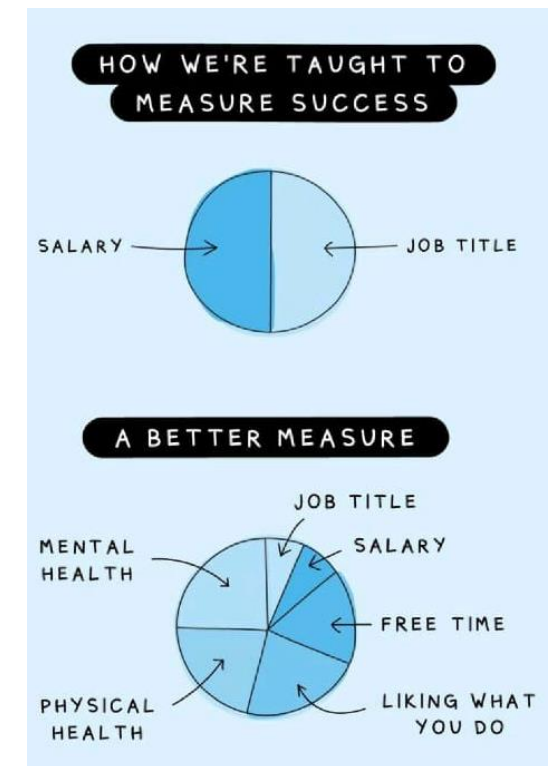 HOW WE'RE TAUGHT TO
MEASURE SUCCESS
SALARY
JOB TITLE
A BETTER MEASURE
JOB TITLE
SALARY
MENTAL
HEALTH
FREE TIME
LIKING WHAT
YOU DO
PHYSICAL
HEALTH